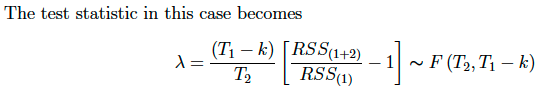 The test statistic in this case becomes
λ = (T₁ − k) / T₂ [ RSS₍₁₊₂₎ / RSS₍₁₎ − 1 ] ∼ F (T₂, T₁ − k)